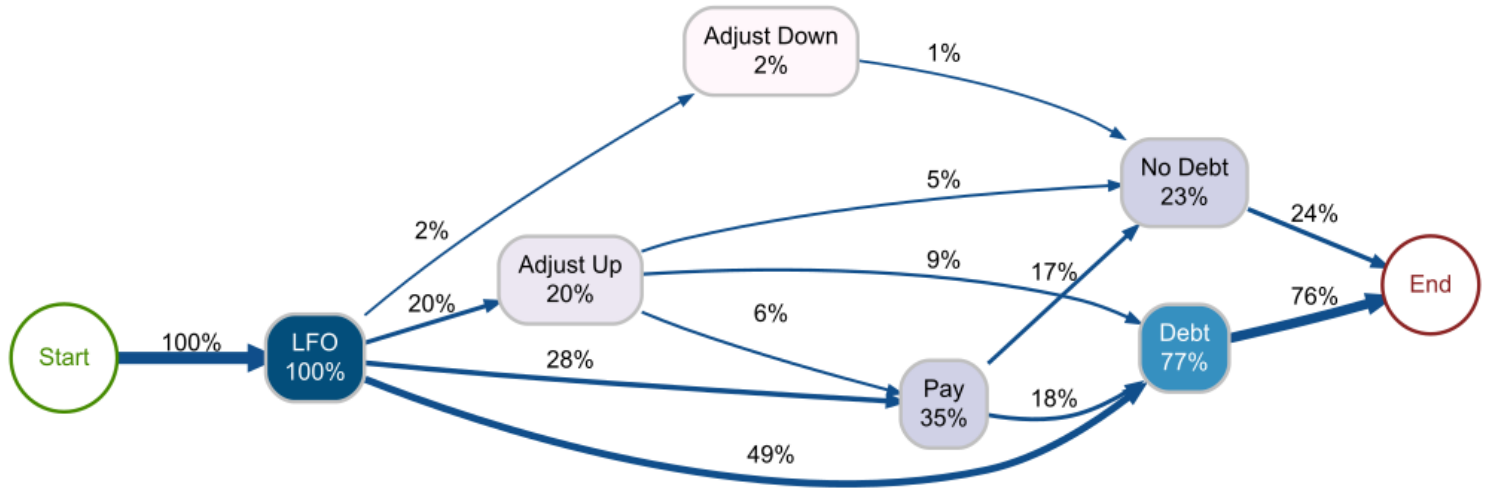 Adjust Down
2%
1%
No Debt
23%
5%
24%
2%
Adjust Up
20%
9%
17%
End
20%
6%
76%
100%
LFO
100%
Start
28%
Debt
77%
Pay
35%
18%
49%